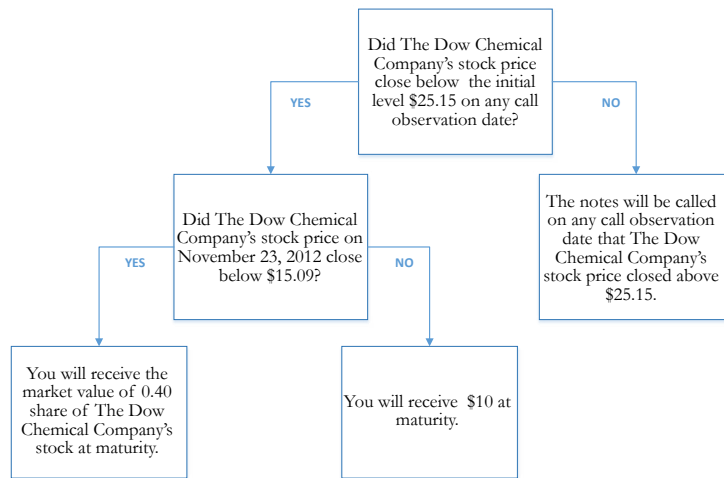 Did The Dow Chemical
Company's stock price
close below the initial
level $25.15 on any call
observation date?
YES
NO
Did The Dow Chemical
Company's stock price on
November 23, 2012 close
below $15.09?
The notes will be called
on any call observation
date that The Dow
Chemical Company's
stock price closed above
$25.15.
YES
NO
You will receive the
market value of 0.40
share of The Dow
Chemical Company's
stock at maturity.
You will receive $10 at
maturity.